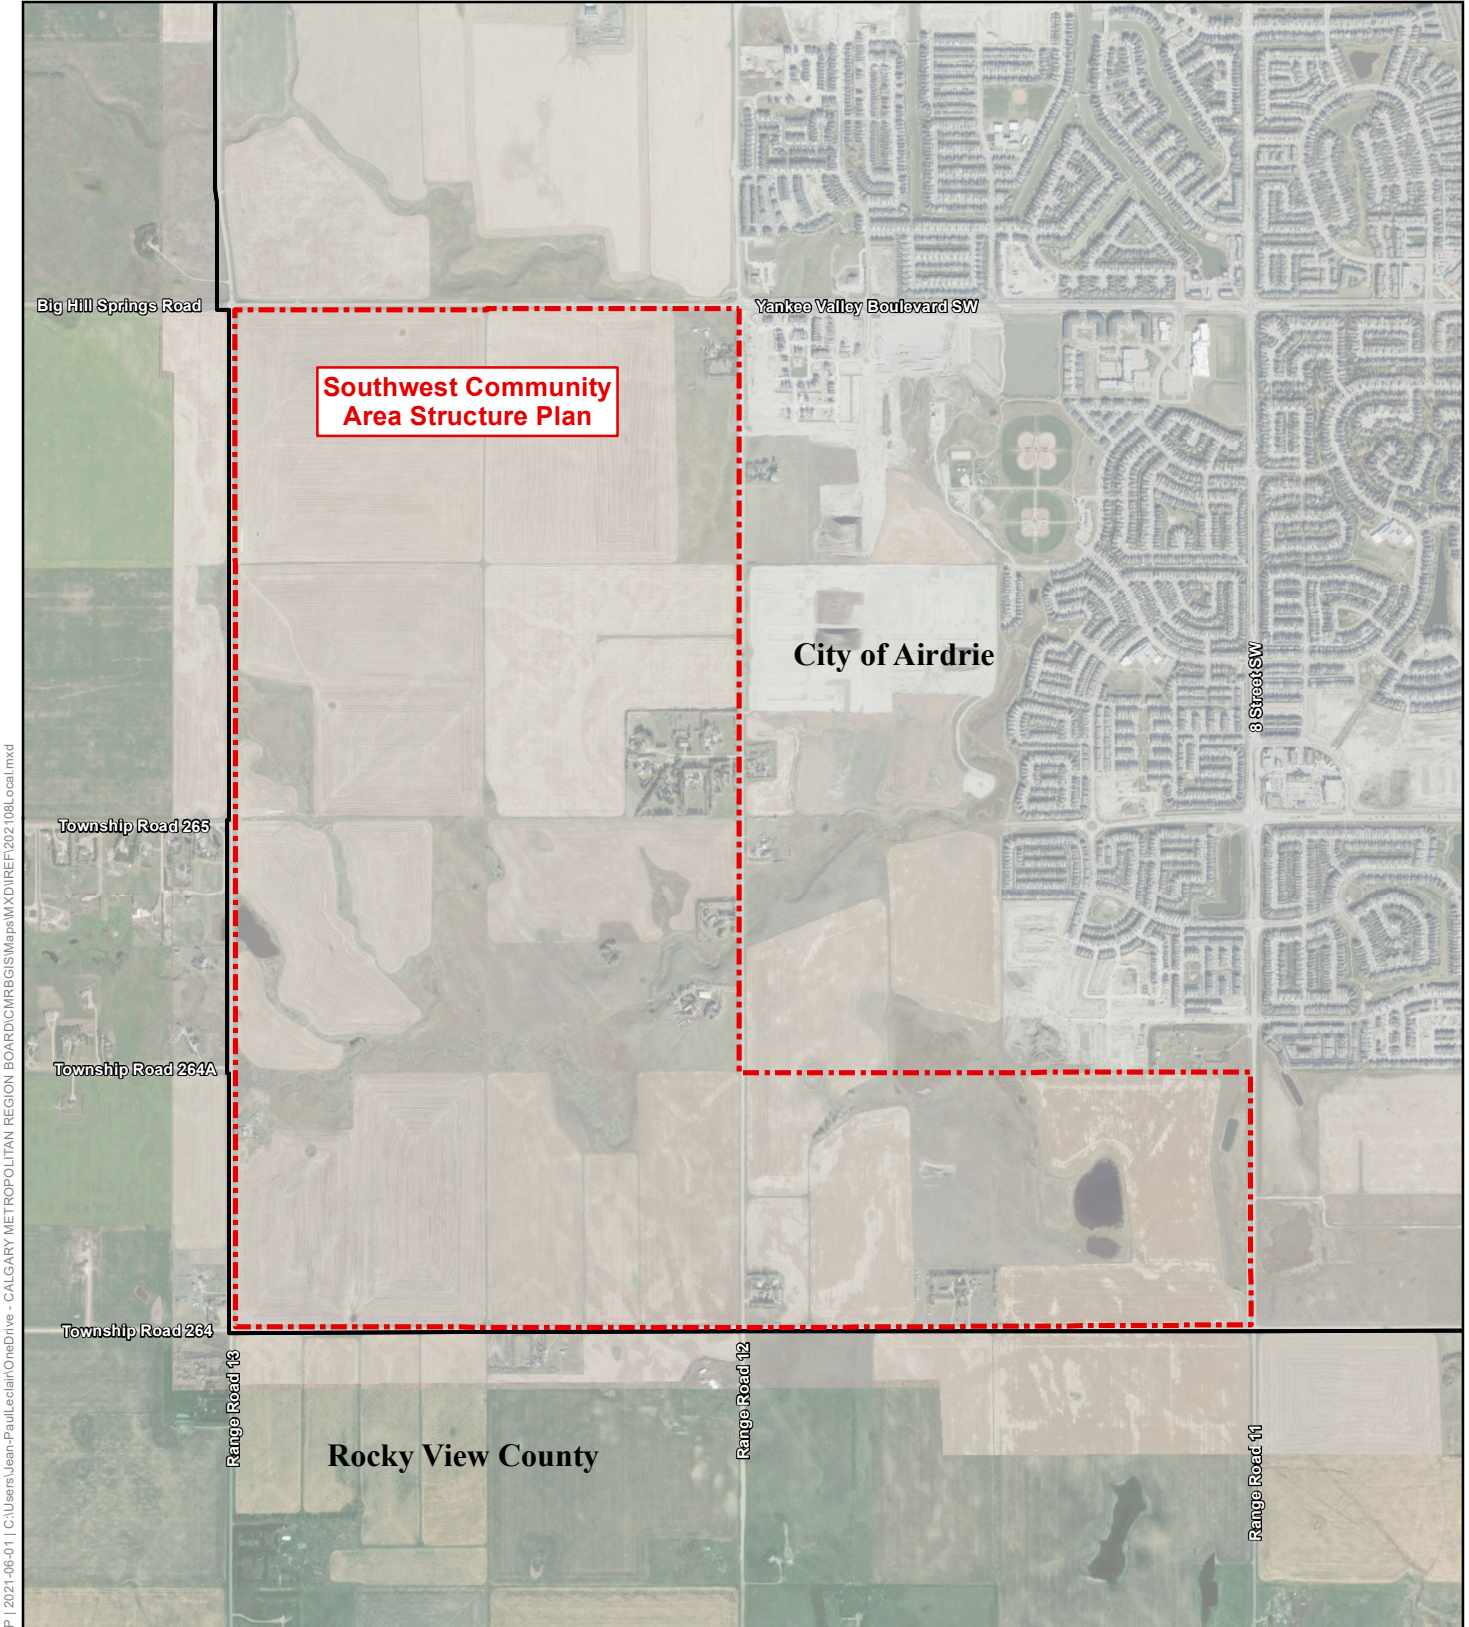 Big Hill Springs Road
Yankee Valley Boulevard SW
Southwest Community
Area Structure Plan
City of Airdrie
8 Street SW
Township Road 265
Township Road 264A
Township Road 264
Range Road 13
Range Road 12
Range Road 11
Rocky View County
P | 2021-06-01 | C:\Users\Jean-PaulLeclair\OneDrive - CALGARY METROPOLITAN REGION BOARD\CMRBGIS\Maps\MXD\IREF\202108Local.mxd